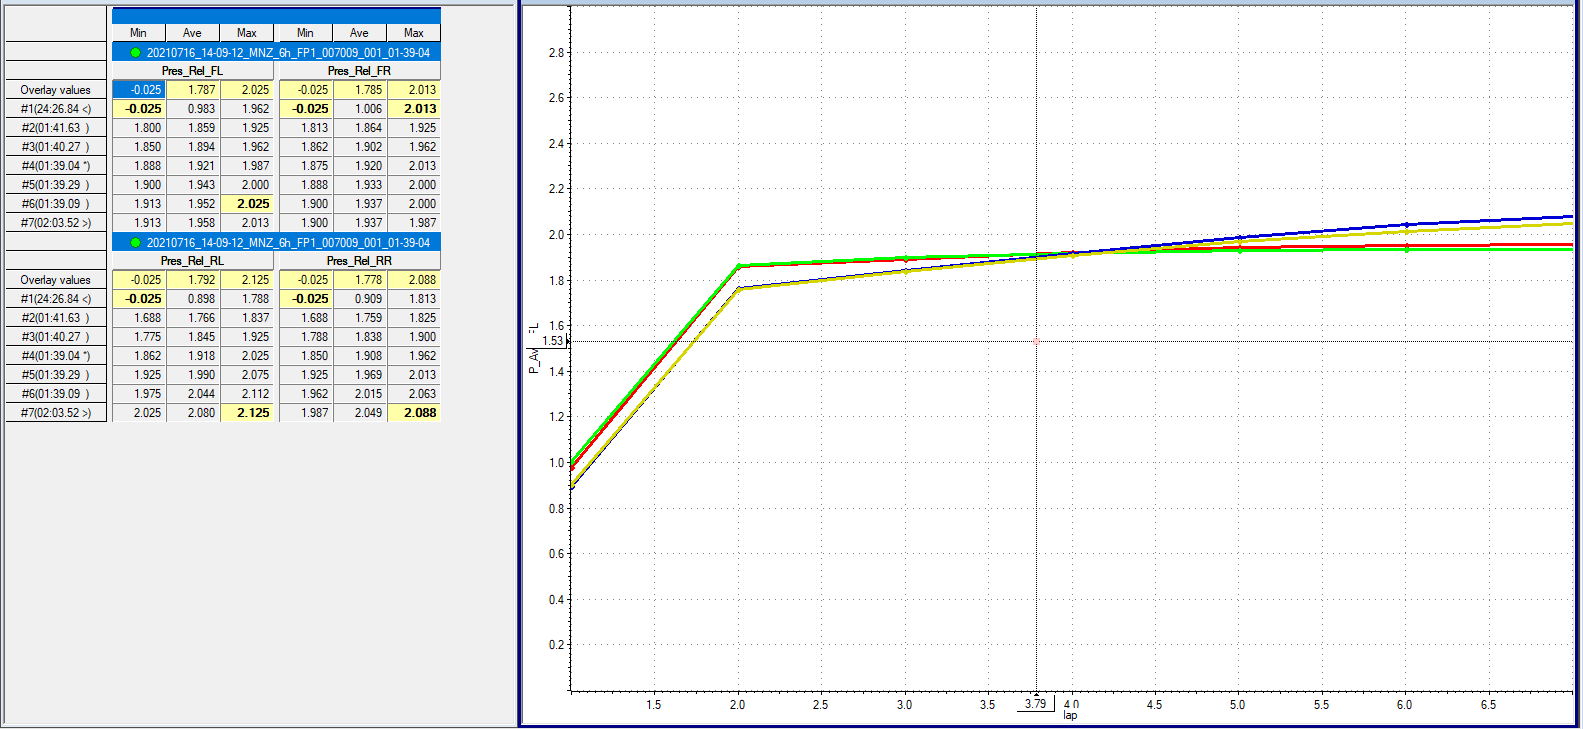 Min Ave Max Min Ave Max
20210716_14-09-12_MNZ_6h_FP1_007009_001_01-39-04
Pres_Rel_FL Pres_Rel_FR
Overlay values -0.025 1.787 2.025 -0.025 1.785 2.013
#1(24:26.84 <) -0.025 0.983 1.962 -0.025 1.006 2.013
#2(01:41.63 ) 1.800 1.859 1.925 1.813 1.864 1.925
#3(01:40.27 ) 1.850 1.894 1.962 1.862 1.902 1.962
#4(01:39.04 *) 1.888 1.921 1.987 1.875 1.920 2.013
#5(01:39.29 ) 1.900 1.943 2.000 1.888 1.933 2.000
#6(01:39.09 ) 1.913 1.952 2.025 1.900 1.937 2.000
#7(02:03.52 >) 1.913 1.958 2.013 1.900 1.937 1.987
20210716_14-09-12_MNZ_6h_FP1_007009_001_01-39-04
Pres_Rel_RL Pres_Rel_RR
Overlay values -0.025 1.792 2.125 -0.025 1.778 2.088
#1(24:26.84 <) -0.025 0.898 1.788 -0.025 0.909 1.813
#2(01:41.63 ) 1.688 1.766 1.837 1.688 1.759 1.825
#3(01:40.27 ) 1.775 1.845 1.925 1.788 1.838 1.900
#4(01:39.04 *) 1.862 1.918 2.025 1.850 1.908 1.962
#5(01:39.29 ) 1.925 1.990 2.075 1.925 1.969 2.013
#6(01:39.09 ) 1.975 2.044 2.112 1.962 2.015 2.063
#7(02:03.52 >) 2.025 2.080 2.125 1.987 2.049 2.088
2.8
2.6
2.4
2.2
2.0
1.8
1.6
1.53
1.4
1.2
1.0
0.8
0.6
0.4
0.2
1.5 2.0 2.5 3.0 3.5 3.79 4.0 4.5 5.0 5.5 6.0 6.5
lap